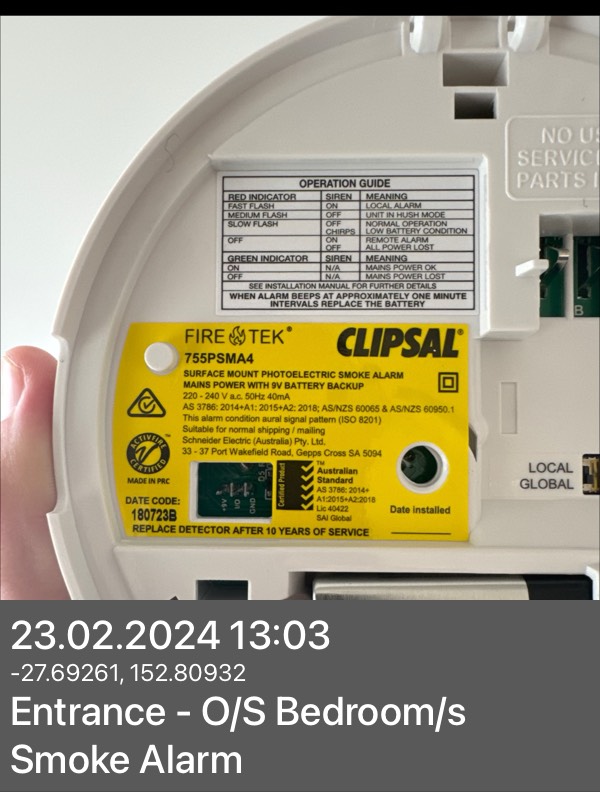 NO U
SERVIC
PARTS
OPERATION GUIDE
RED INDICATOR SIREN MEANING
FAST FLASH ON LOCAL ALARM
MEDIUM FLASH OFF UNIT IN HUSH MODE
SLOW FLASH OFF NORMAL OPERATION
CHIRPS LOW BATTERY CONDITION
OFF ON REMOTE ALARM
OFF ALL POWER LOST
GREEN INDICATOR SIREN MEANING
ON N/A MAINS POWER OK
OFF N/A MAINS POWER LOST
SEE INSTALLATION MANUAL FOR FURTHER DETAILS
WHEN ALARM BEEPS AT APPROXIMATELY ONE MINUTE
INTERVALS REPLACE THE BATTERY
B
FIRE TEK®
CLIPSAL®
755PSMA4
SURFACE MOUNT PHOTOELECTRIC SMOKE ALARM
MAINS POWER WITH 9V BATTERY BACKUP
220 - 240 V a.c. 50Hz 40mA
AS 3786: 2014+A1: 2015+A2: 2018; AS/NZS 60065 & AS/NZS 60950.1
This alarm condition aural signal pattern (ISO 8201)
Suitable for normal shipping / mailing
Schneider Electric (Australia) Pty. Ltd.
33 - 37 Port Wakefield Road, Gepps Cross SA 5094
ACTIVFIRE
CERTIFIED
MADE IN PRC
Certified Product
™
Australian
Standard
AS 3786: 2014+
A1:2015+A2:2018
Lic 40422
SAI Global
I/O
GND
LOCAL
GLOBAL
Date installed
DATE CODE:
180723B
REPLACE DETECTOR AFTER 10 YEARS OF SERVICE
23.02.2024 13:03
-27.69261, 152.80932
Entrance - O/S Bedroom/s
Smoke Alarm